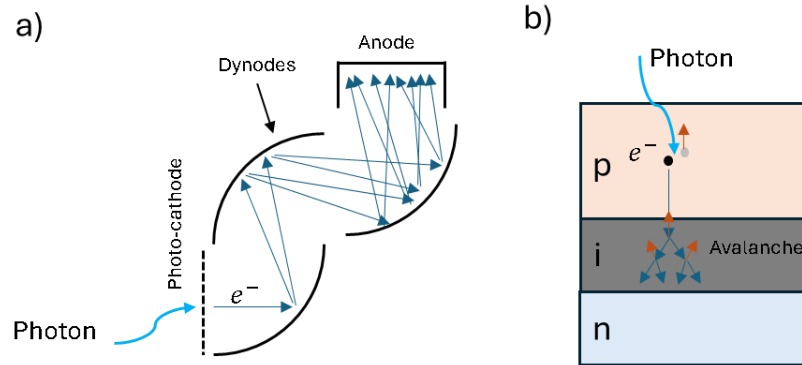 a)
Dynodes
Anode
Photo-cathode
e⁻
Photon
b)
Photon
e⁻
p
i
Avalanche
n